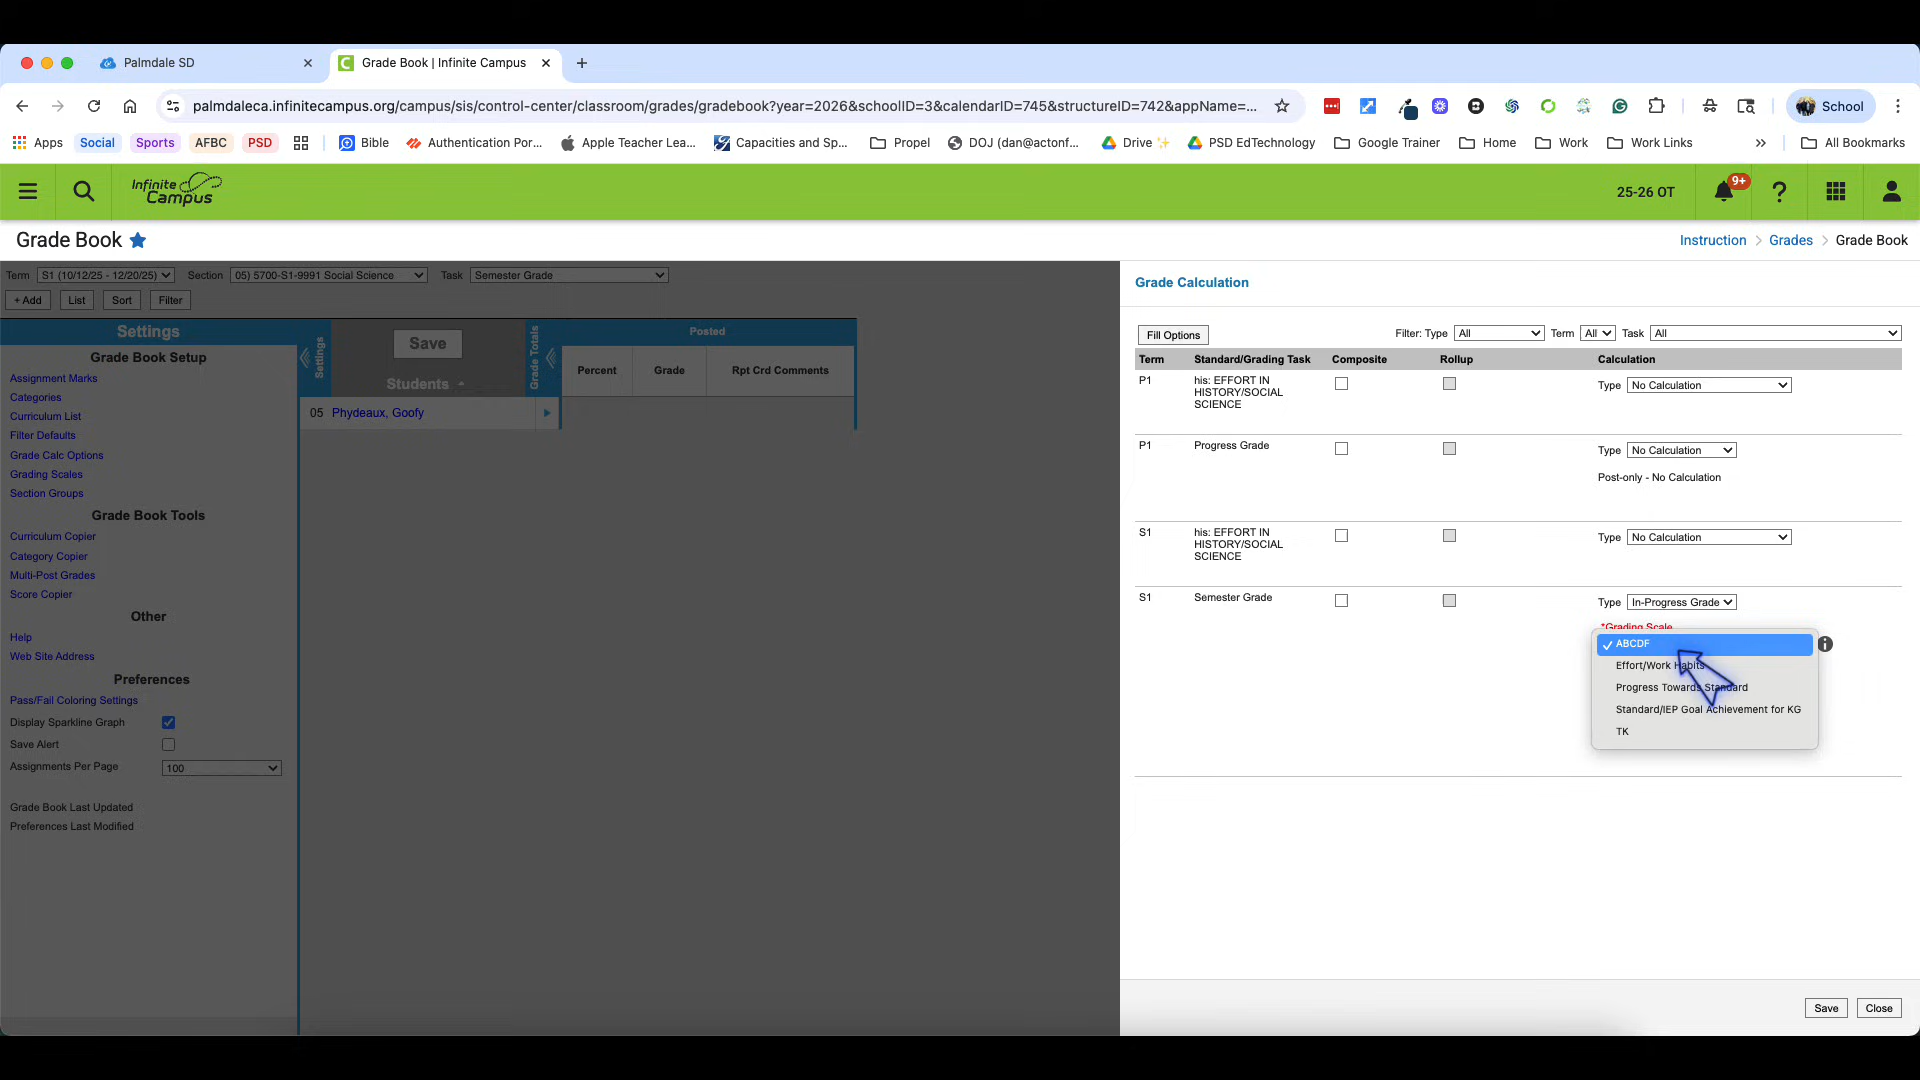 Palmdale SD
Grade Book | Infinite Campus
palmdaleca.infinitecampus.org/campus/sis/control-center/classroom/grades/gradebook?year=2026&schoolID=3&calendarID=745&structureID=742&appName=...
School
Apps
Social
Sports
AFBC
PSD
Bible
Authentication Por...
Apple Teacher Lea...
Capacities and Sp...
Propel
DOJ (dan@actonf...
Drive
PSD EdTechnology
Google Trainer
Home
Work
Work Links
All Bookmarks
Infinite
Campus
25-26 OT
9+
Grade Book
Instruction
Grades
Grade Book
Term S1 (10/12/25 - 12/20/25) Section 05) 5700-S1-9991 Social Science Task Semester Grade
+ Add List Sort Filter
Settings
Grade Book Setup
Assignment Marks
Categories
Curriculum List
Filter Defaults
Grade Calc Options
Grading Scales
Section Groups
Grade Book Tools
Curriculum Copier
Category Copier
Multi-Post Grades
Score Copier
Other
Help
Web Site Address
Preferences
Pass/Fail Coloring Settings
Display Sparkline Graph
Save Alert
Assignments Per Page 100
Grade Book Last Updated
Preferences Last Modified
Settings
Save
Students
Grade Totals
Posted
Percent Grade Rpt Crd Comments
05 Phydeaux, Goofy
Grade Calculation
Fill Options
Filter: Type All Term All Task All
Term Standard/Grading Task Composite Rollup Calculation
P1 his: EFFORT IN
HISTORY/SOCIAL
SCIENCE
Type No Calculation
P1 Progress Grade
Type No Calculation
Post-only - No Calculation
S1 his: EFFORT IN
HISTORY/SOCIAL
SCIENCE
Type No Calculation
S1 Semester Grade
Type In-Progress Grade
*Grading Scale
ABCDF
Effort/Work Habits
Progress Towards Standard
Standard/IEP Goal Achievement for KG
TK
Save Close